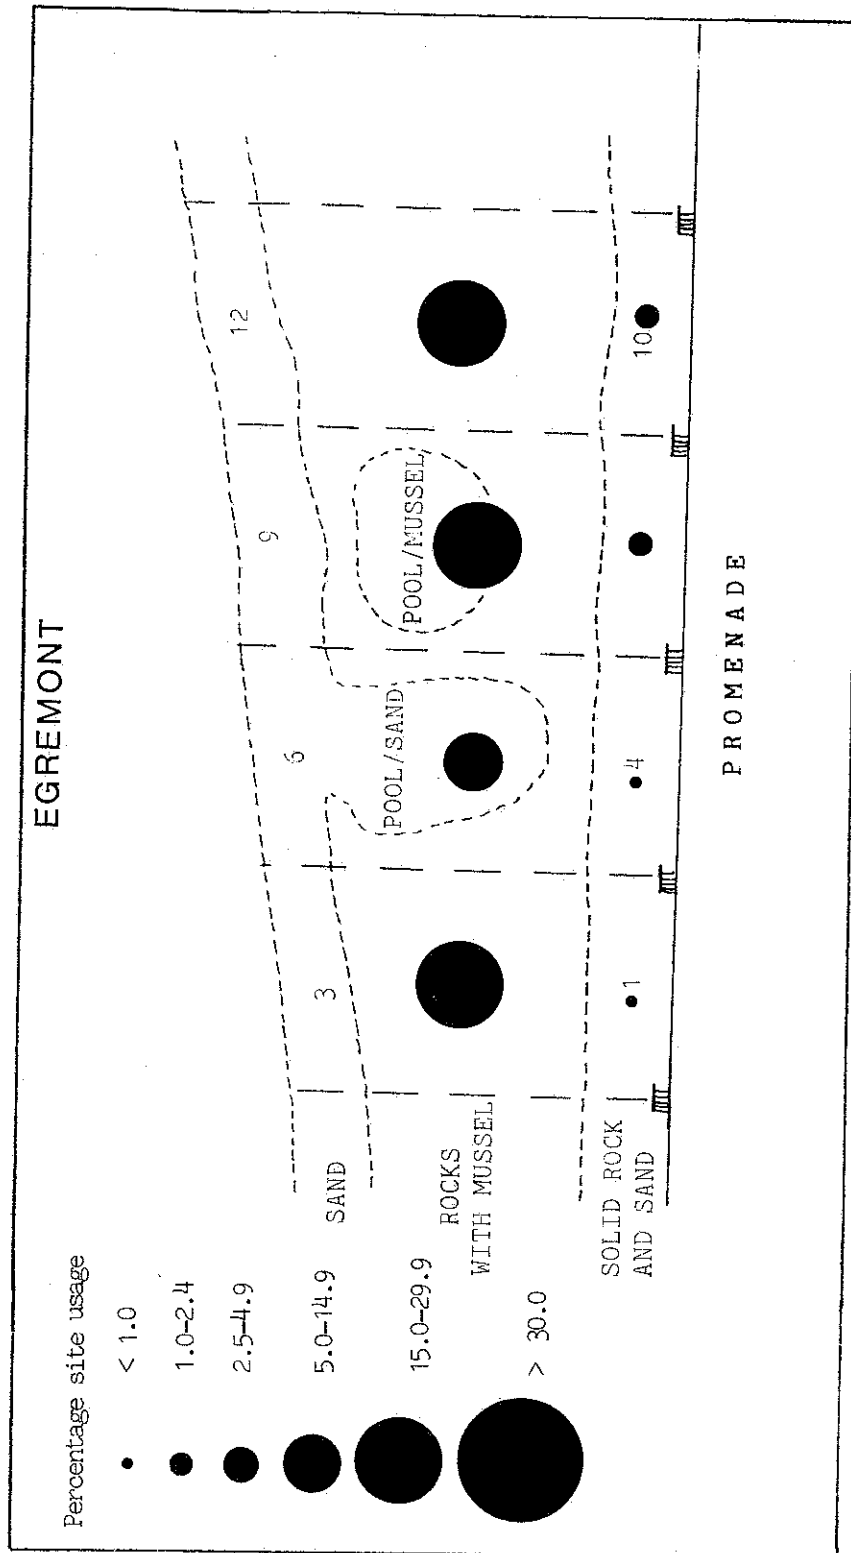 EGREMONT
Percentage site usage
< 1.0
1.0-2.4
2.5-4.9
5.0-14.9
15.0-29.9
> 30.0
SAND
3
6
9
12
ROCKS
WITH MUSSEL
POOL/SAND
POOL/MUSSEL
SOLID ROCK
AND SAND
1
4
10
PROMENADE